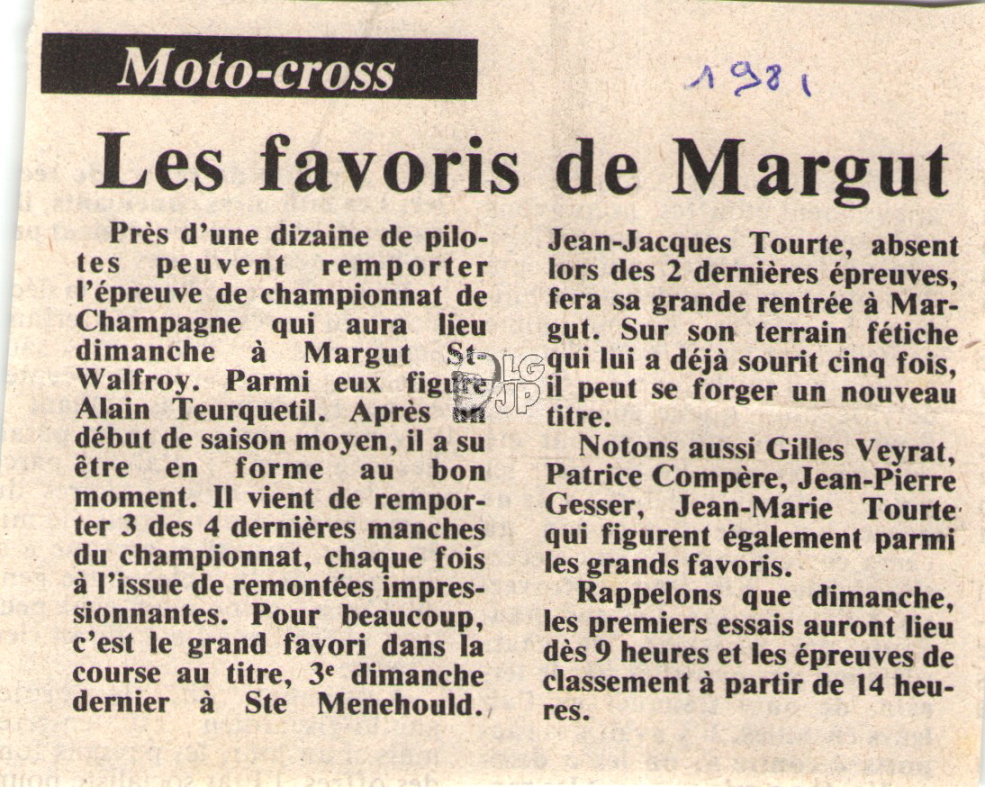 Moto-cross
1981
Les favoris de Margut
Près d'une dizaine de pilo-
tes peuvent remporter
l'épreuve de championnat de
Champagne qui aura lieu
dimanche à Margut St-
Walfroy. Parmi eux figure
Alain Teurquetil. Après un
début de saison moyen, il a su
être en forme au bon
moment. Il vient de rempor-
ter 3 des 4 dernières manches
du championnat, chaque fois
à l'issue de remontées impres-
sionnantes. Pour beaucoup,
c'est le grand favori dans la
course au titre, 3e dimanche
dernier à Ste Menehould.
Jean-Jacques Tourte, absent
lors des 2 dernières épreuves,
fera sa grande rentrée à Mar-
gut. Sur son terrain fétiche
qui lui a déjà sourit cinq fois,
il peut se forger un nouveau
titre.
Notons aussi Gilles Veyrat,
Patrice Compère, Jean-Pierre
Gesser, Jean-Marie Tourte
qui figurent également parmi
les grands favoris.
Rappelons que dimanche,
les premiers essais auront lieu
dès 9 heures et les épreuves de
classement à partir de 14 heu-
res.
LG
JP